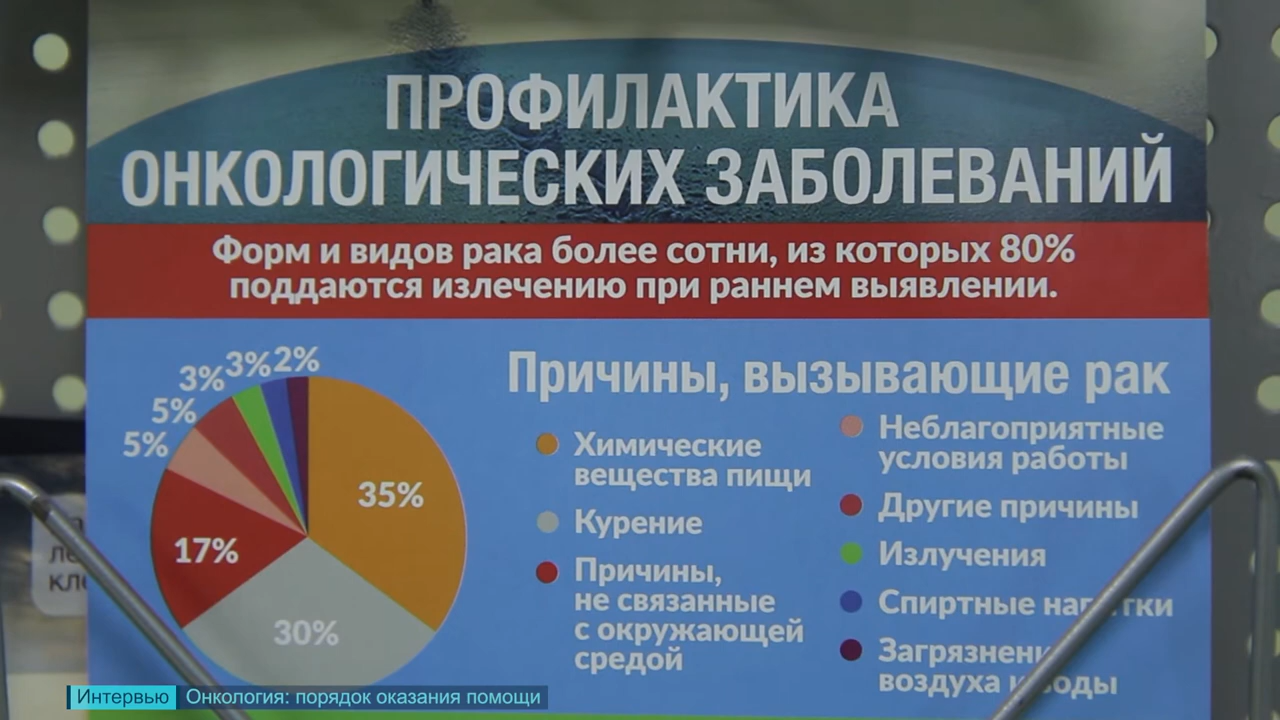 ПРОФИЛАКТИКА
ОНКОЛОГИЧЕСКИХ ЗАБОЛЕВАНИЙ
Форм и видов рака более сотни, из которых 80%
поддаются излечению при раннем выявлении.
Причины, вызывающие рак
3% 3% 2%
5%
5%
35%
17%
30%
Химические
вещества пищи
Курение
Причины,
не связанные
с окружающей
средой
Неблагоприятные
условия работы
Другие причины
Излучения
Спиртные
воздуха и воды
Интервью Онкология: порядок оказания помощи